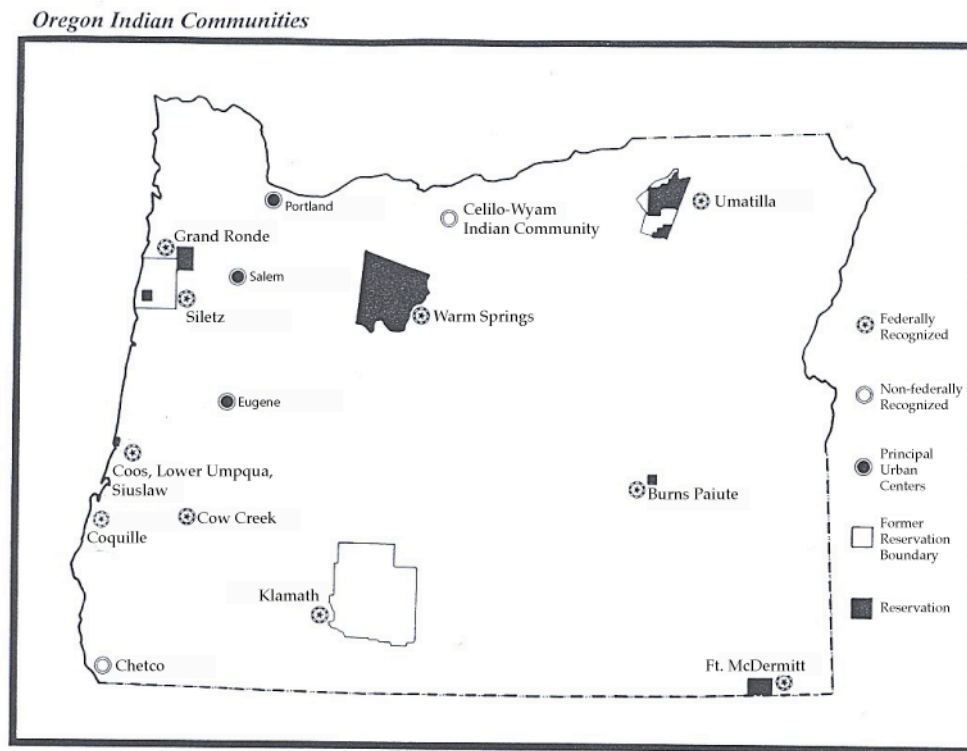 Oregon Indian Communities
Portland
Celilo-Wyam
Indian Community
Umatilla
Grand Ronde
Salem
Siletz
Warm Springs
Federally
Recognized
Eugene
Non-federally
Recognized
Coos, Lower Umpqua,
Siuslaw
Principal
Urban
Centers
Burns Paiute
Cow Creek
Coquille
Former
Reservation
Boundary
Klamath
Reservation
Chetco
Ft. McDermitt